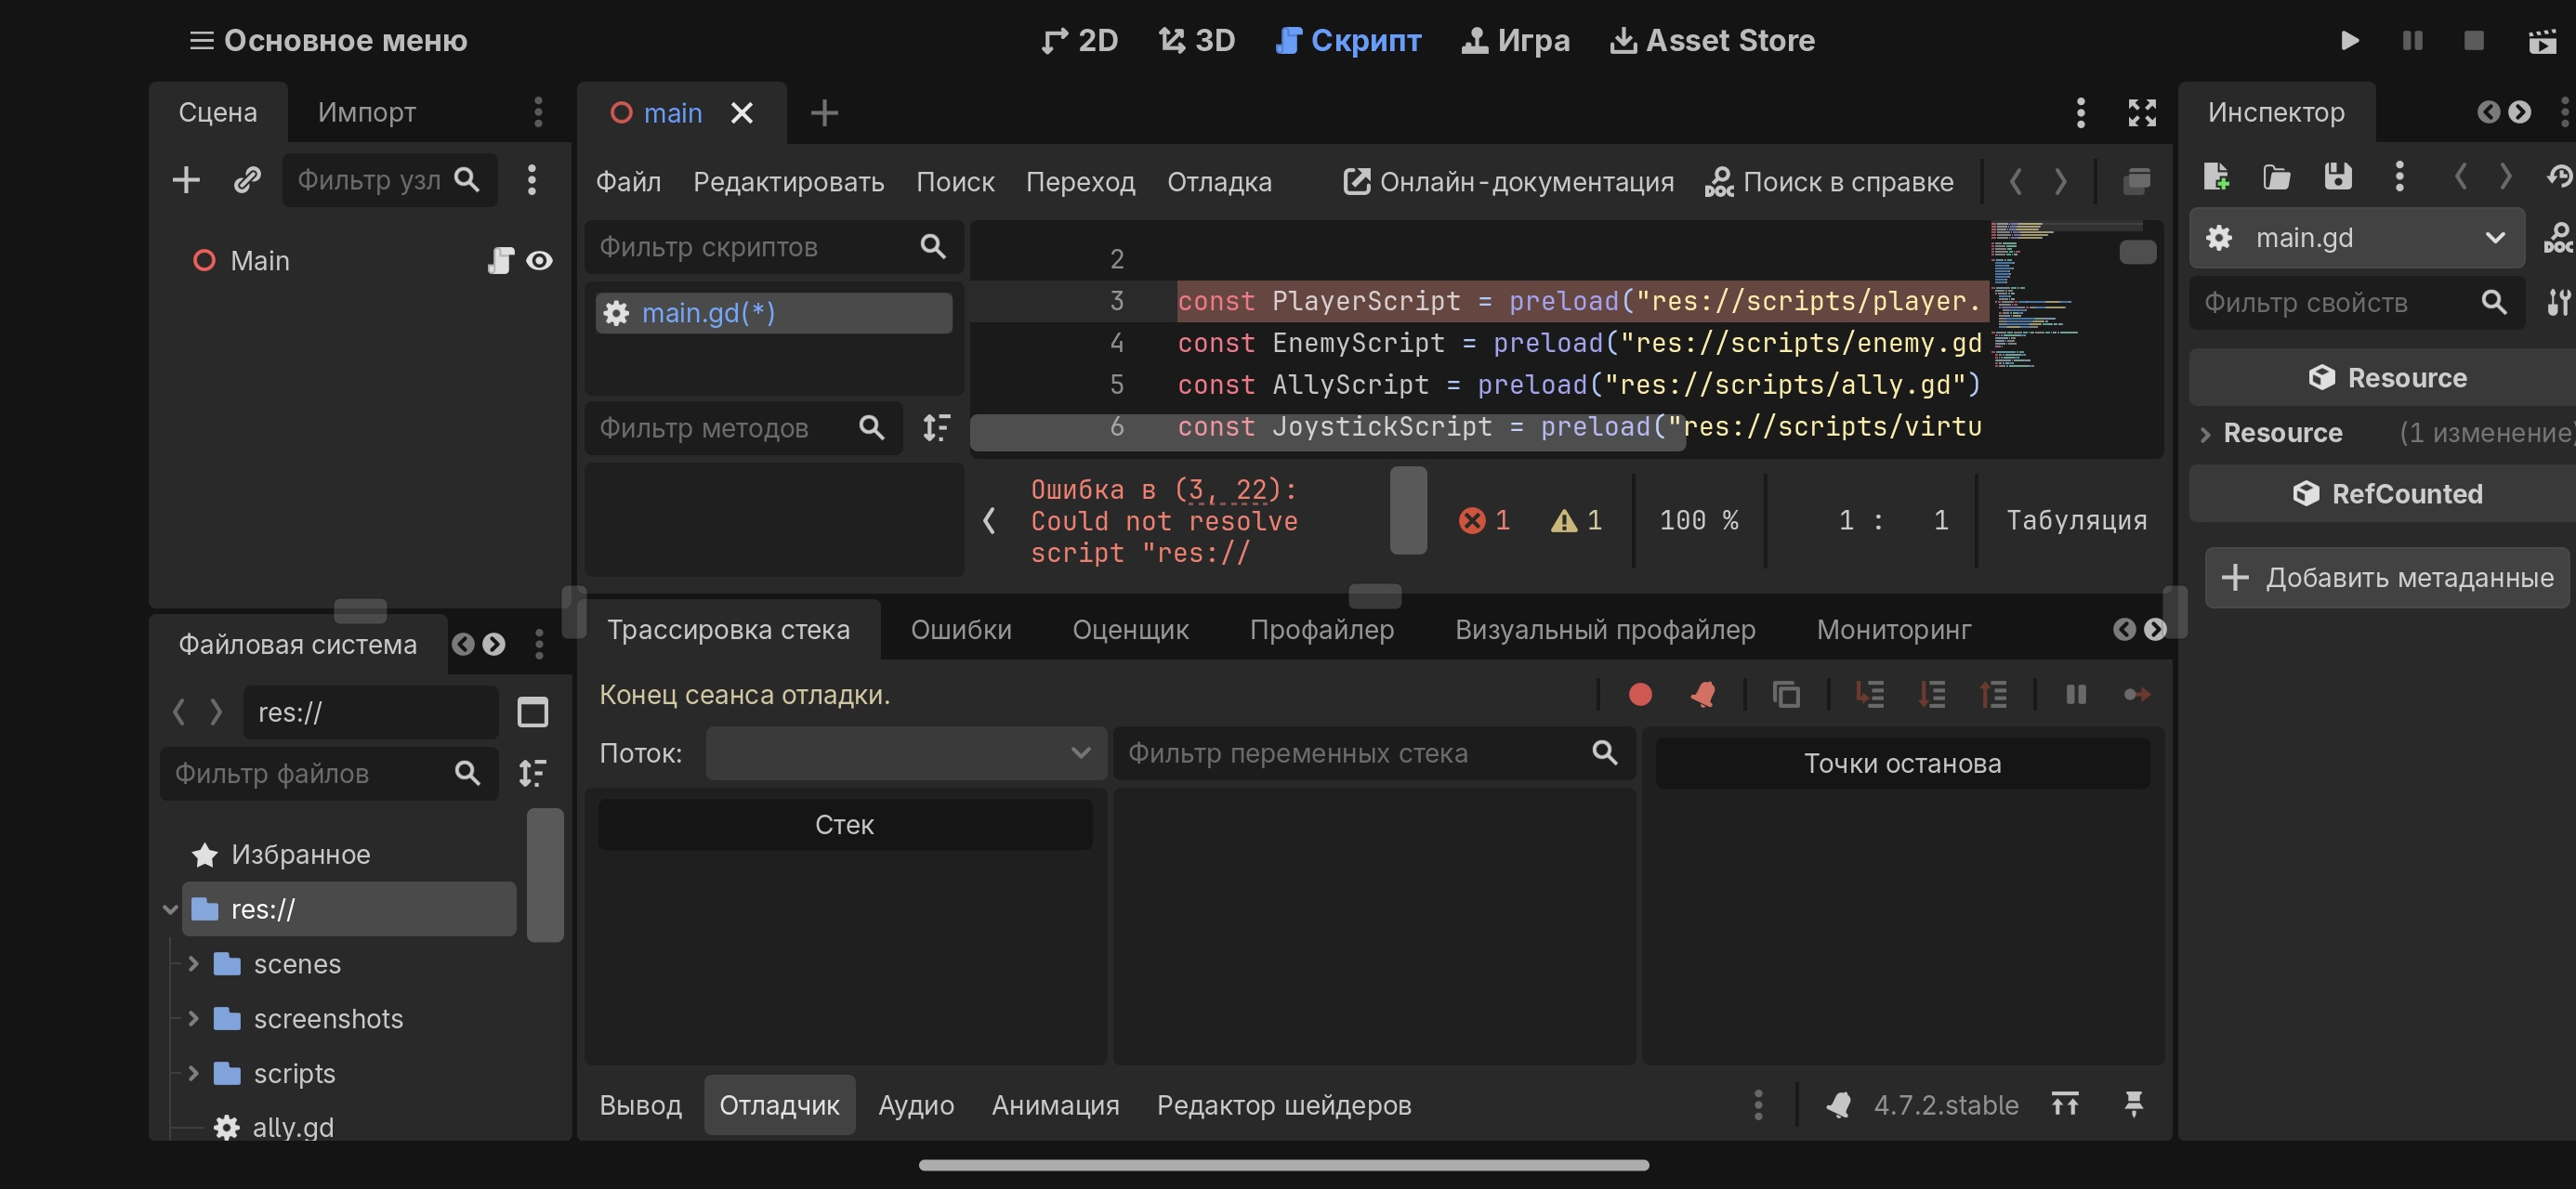 Основное меню
2D
3D
Скрипт
Игра
Asset Store
Сцена
Импорт
main
Инспектор
Фильтр узл
Файл
Редактировать
Поиск
Переход
Отладка
Онлайн-документация
Поиск в справке
Main
Фильтр скриптов
main.gd(*)
Фильтр методов
2
3 const PlayerScript = preload("res://scripts/player.
4 const EnemyScript = preload("res://scripts/enemy.gd
5 const AllyScript = preload("res://scripts/ally.gd")
6 const JoystickScript = preload("res://scripts/virtu
Ошибка в (3, 22):
Could not resolve
script "res://
1
1
100 %
1 : 1
Табуляция
main.gd
DOC
Фильтр свойств
Resource
Resource (1 изменение)
RefCounted
Добавить метаданные
Файловая система
res://
Фильтр файлов
Избранное
res://
scenes
screenshots
scripts
ally.gd
Трассировка стека
Ошибки
Оценщик
Профайлер
Визуальный профайлер
Мониторинг
Конец сеанса отладки.
Поток:
Фильтр переменных стека
Точки останова
Стек
Вывод
Отладчик
Аудио
Анимация
Редактор шейдеров
4.7.2.stable